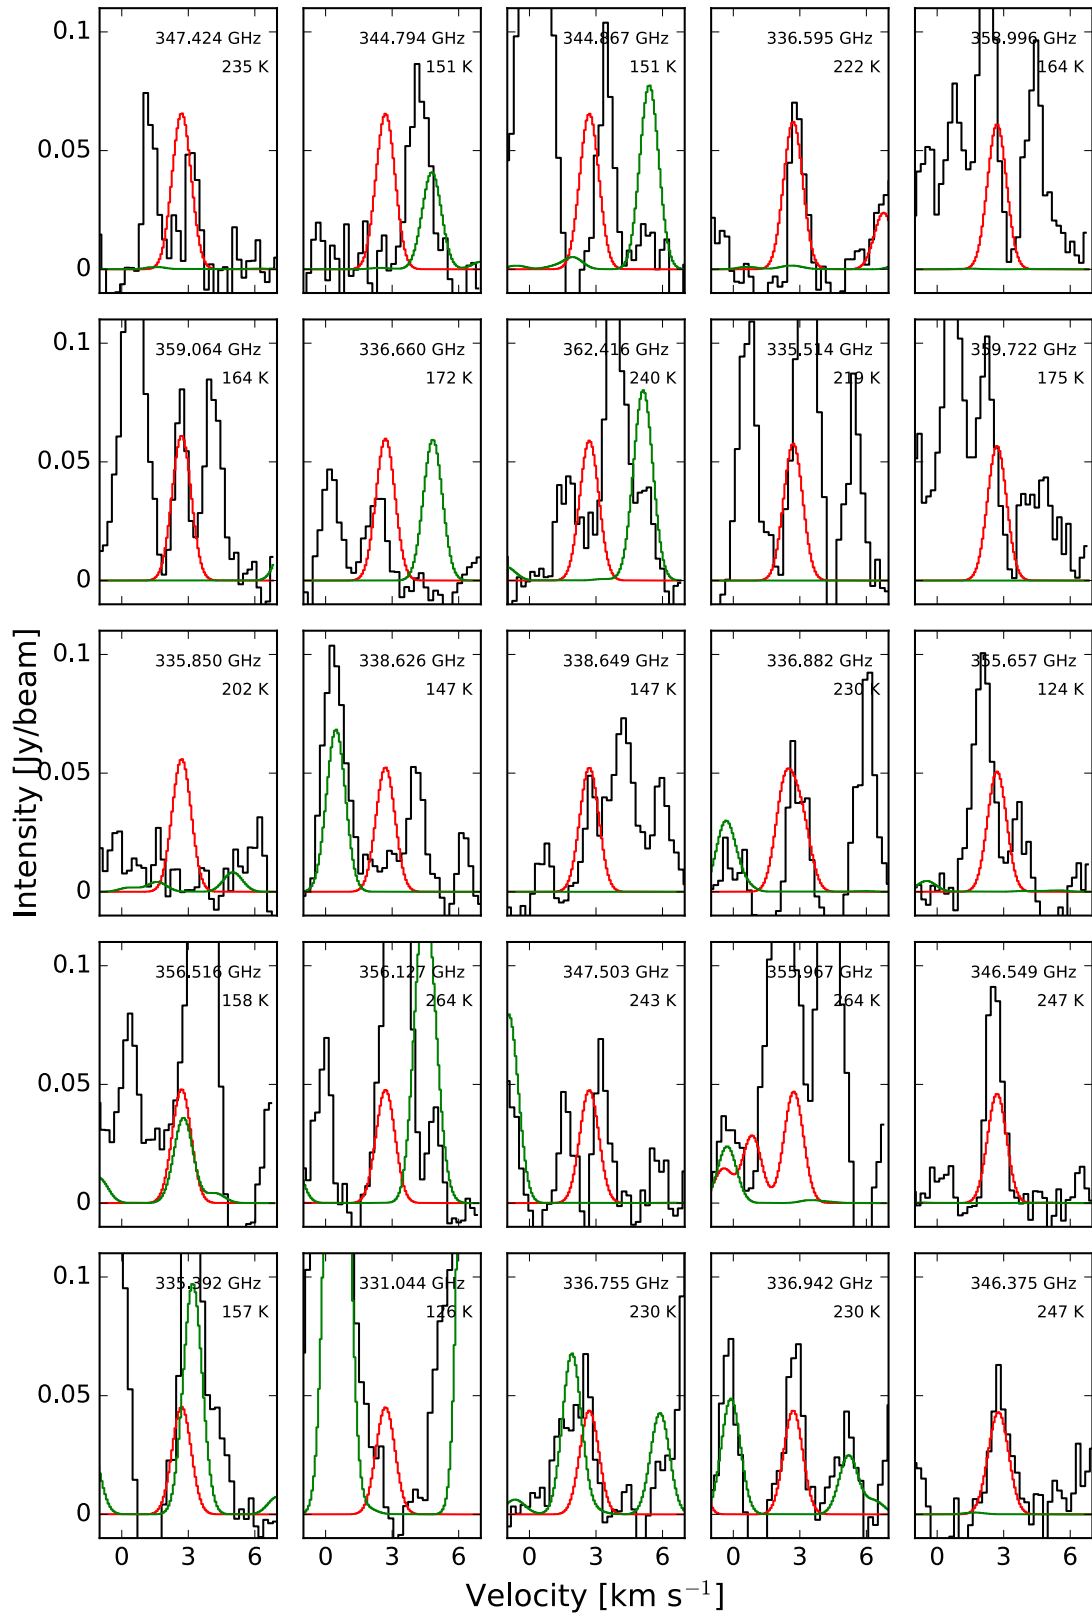 0.1
347.424 GHz
235 K
344.794 GHz
151 K
344.867 GHz
151 K
336.595 GHz
222 K
358.996 GHz
164 K
0.05
0
0.1
359.064 GHz
164 K
336.660 GHz
172 K
362.416 GHz
240 K
335.514 GHz
219 K
359.722 GHz
175 K
0.05
0
Intensity [Jy/beam]
0.1
335.850 GHz
202 K
338.626 GHz
147 K
338.649 GHz
147 K
336.882 GHz
230 K
355.657 GHz
124 K
0.05
0
0.1
356.516 GHz
158 K
356.127 GHz
264 K
347.503 GHz
243 K
355.967 GHz
264 K
346.549 GHz
247 K
0.05
0
0.1
335.392 GHz
157 K
331.044 GHz
126 K
336.755 GHz
230 K
336.942 GHz
230 K
346.375 GHz
247 K
0.05
0
0 3 6 0 3 6 0 3 6 0 3 6 0 3 6
Velocity [km s⁻¹]